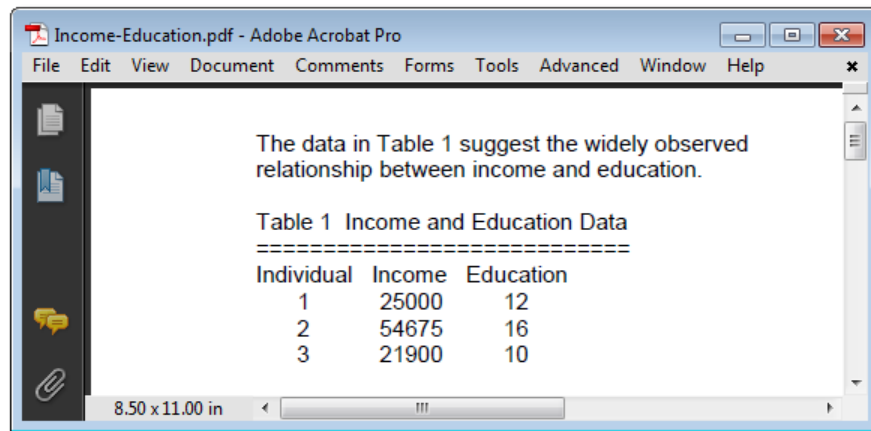 Income-Education.pdf - Adobe Acrobat Pro
File Edit View Document Comments Forms Tools Advanced Window Help
The data in Table 1 suggest the widely observed
relationship between income and education.
Table 1 Income and Education Data
============================
Individual Income Education
1 25000 12
2 54675 16
3 21900 10
8.50 x 11.00 in